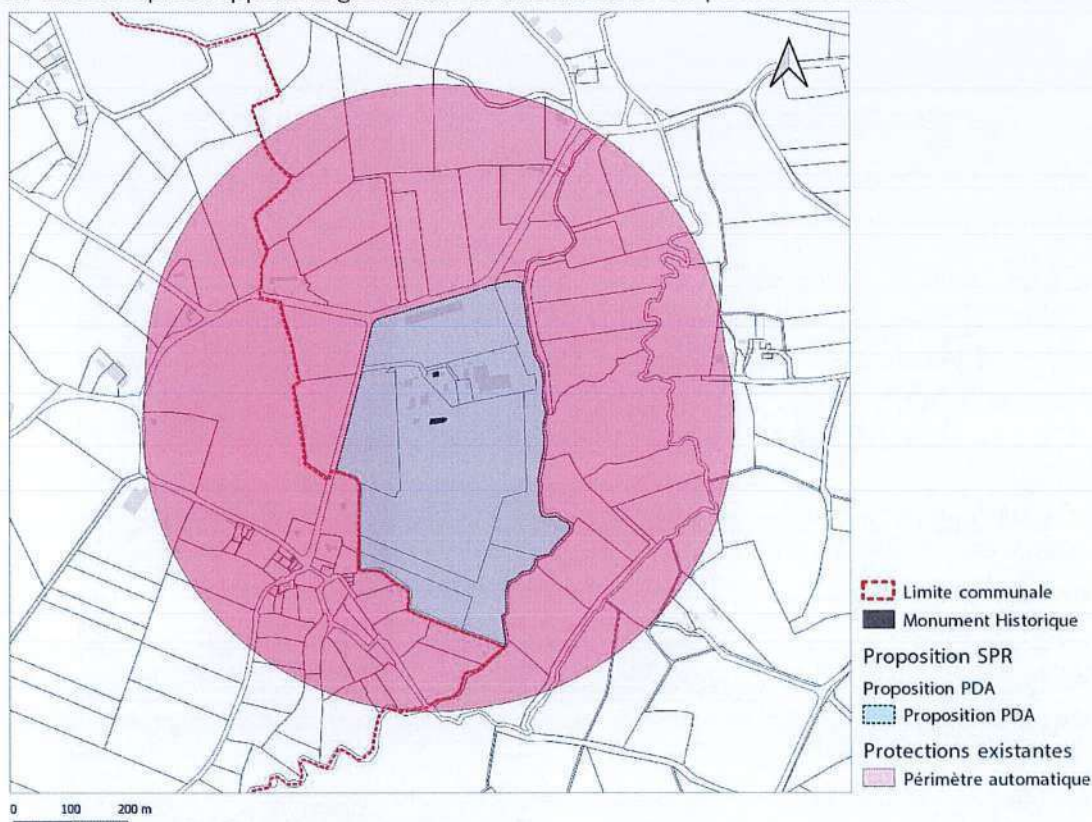 Limite communale
Monument Historique
Proposition SPR
Proposition PDA
Proposition PDA
Protections existantes
Périmètre automatique
0 100 200 m